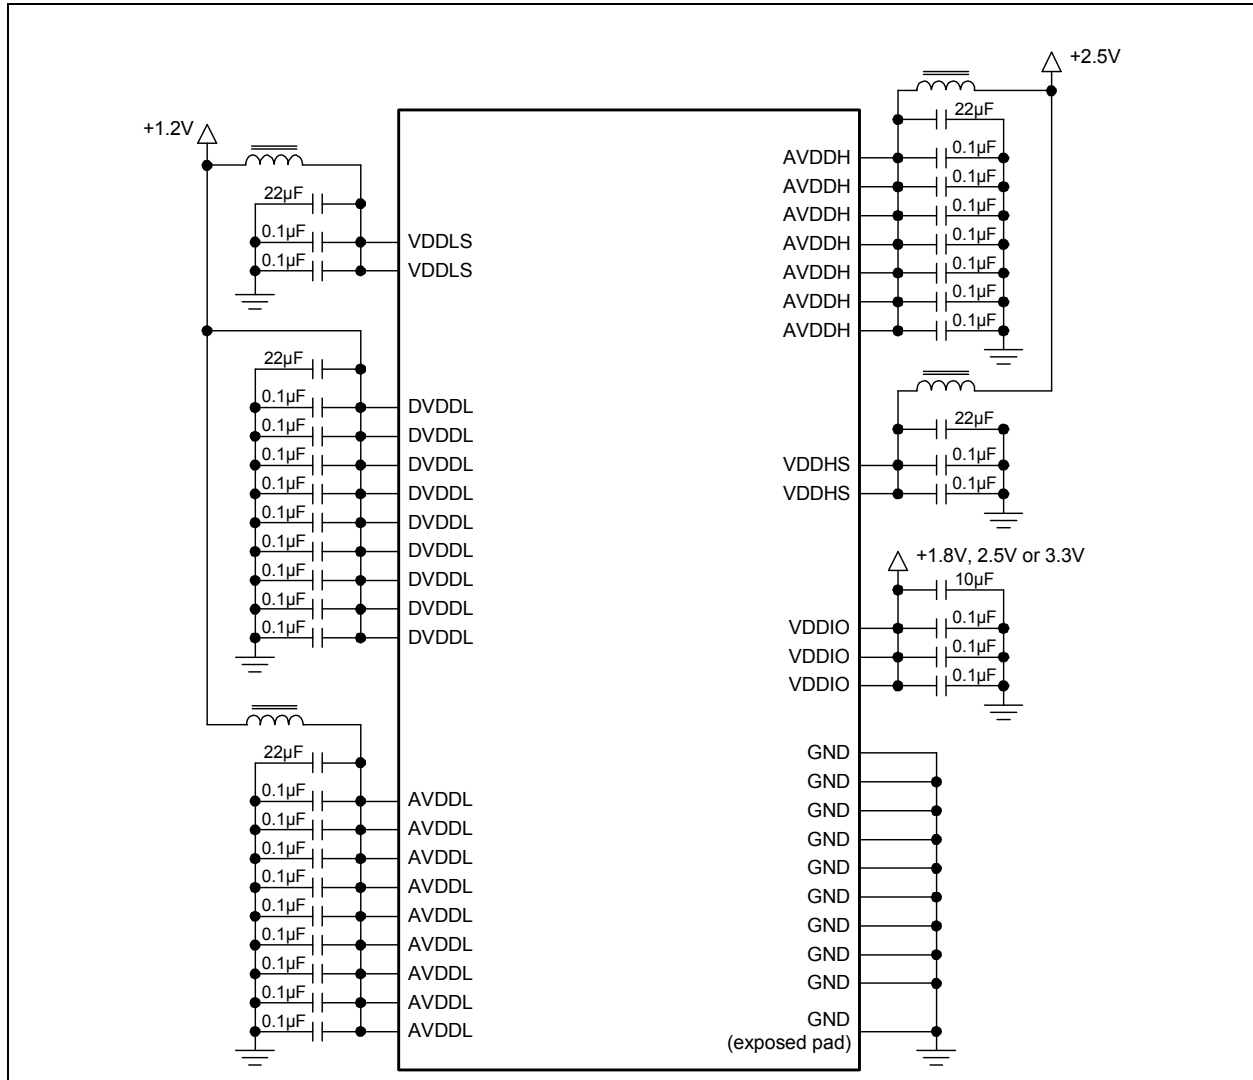 +1.2V
22µF
0.1µF
VDDLS
0.1µF
VDDLS
22µF
0.1µF
DVDDL
0.1µF
DVDDL
0.1µF
DVDDL
0.1µF
DVDDL
0.1µF
DVDDL
0.1µF
DVDDL
0.1µF
DVDDL
0.1µF
DVDDL
0.1µF
DVDDL
22µF
0.1µF
AVDDL
0.1µF
AVDDL
0.1µF
AVDDL
0.1µF
AVDDL
0.1µF
AVDDL
0.1µF
AVDDL
0.1µF
AVDDL
0.1µF
AVDDL
0.1µF
AVDDL
+2.5V
22µF
AVDDH
0.1µF
AVDDH
0.1µF
AVDDH
0.1µF
AVDDH
0.1µF
AVDDH
0.1µF
AVDDH
0.1µF
AVDDH
0.1µF
22µF
VDDHS
0.1µF
VDDHS
0.1µF
+1.8V, 2.5V or 3.3V
10µF
VDDIO
0.1µF
VDDIO
0.1µF
VDDIO
0.1µF
GND
GND
GND
GND
GND
GND
GND
GND
GND
GND
(exposed pad)